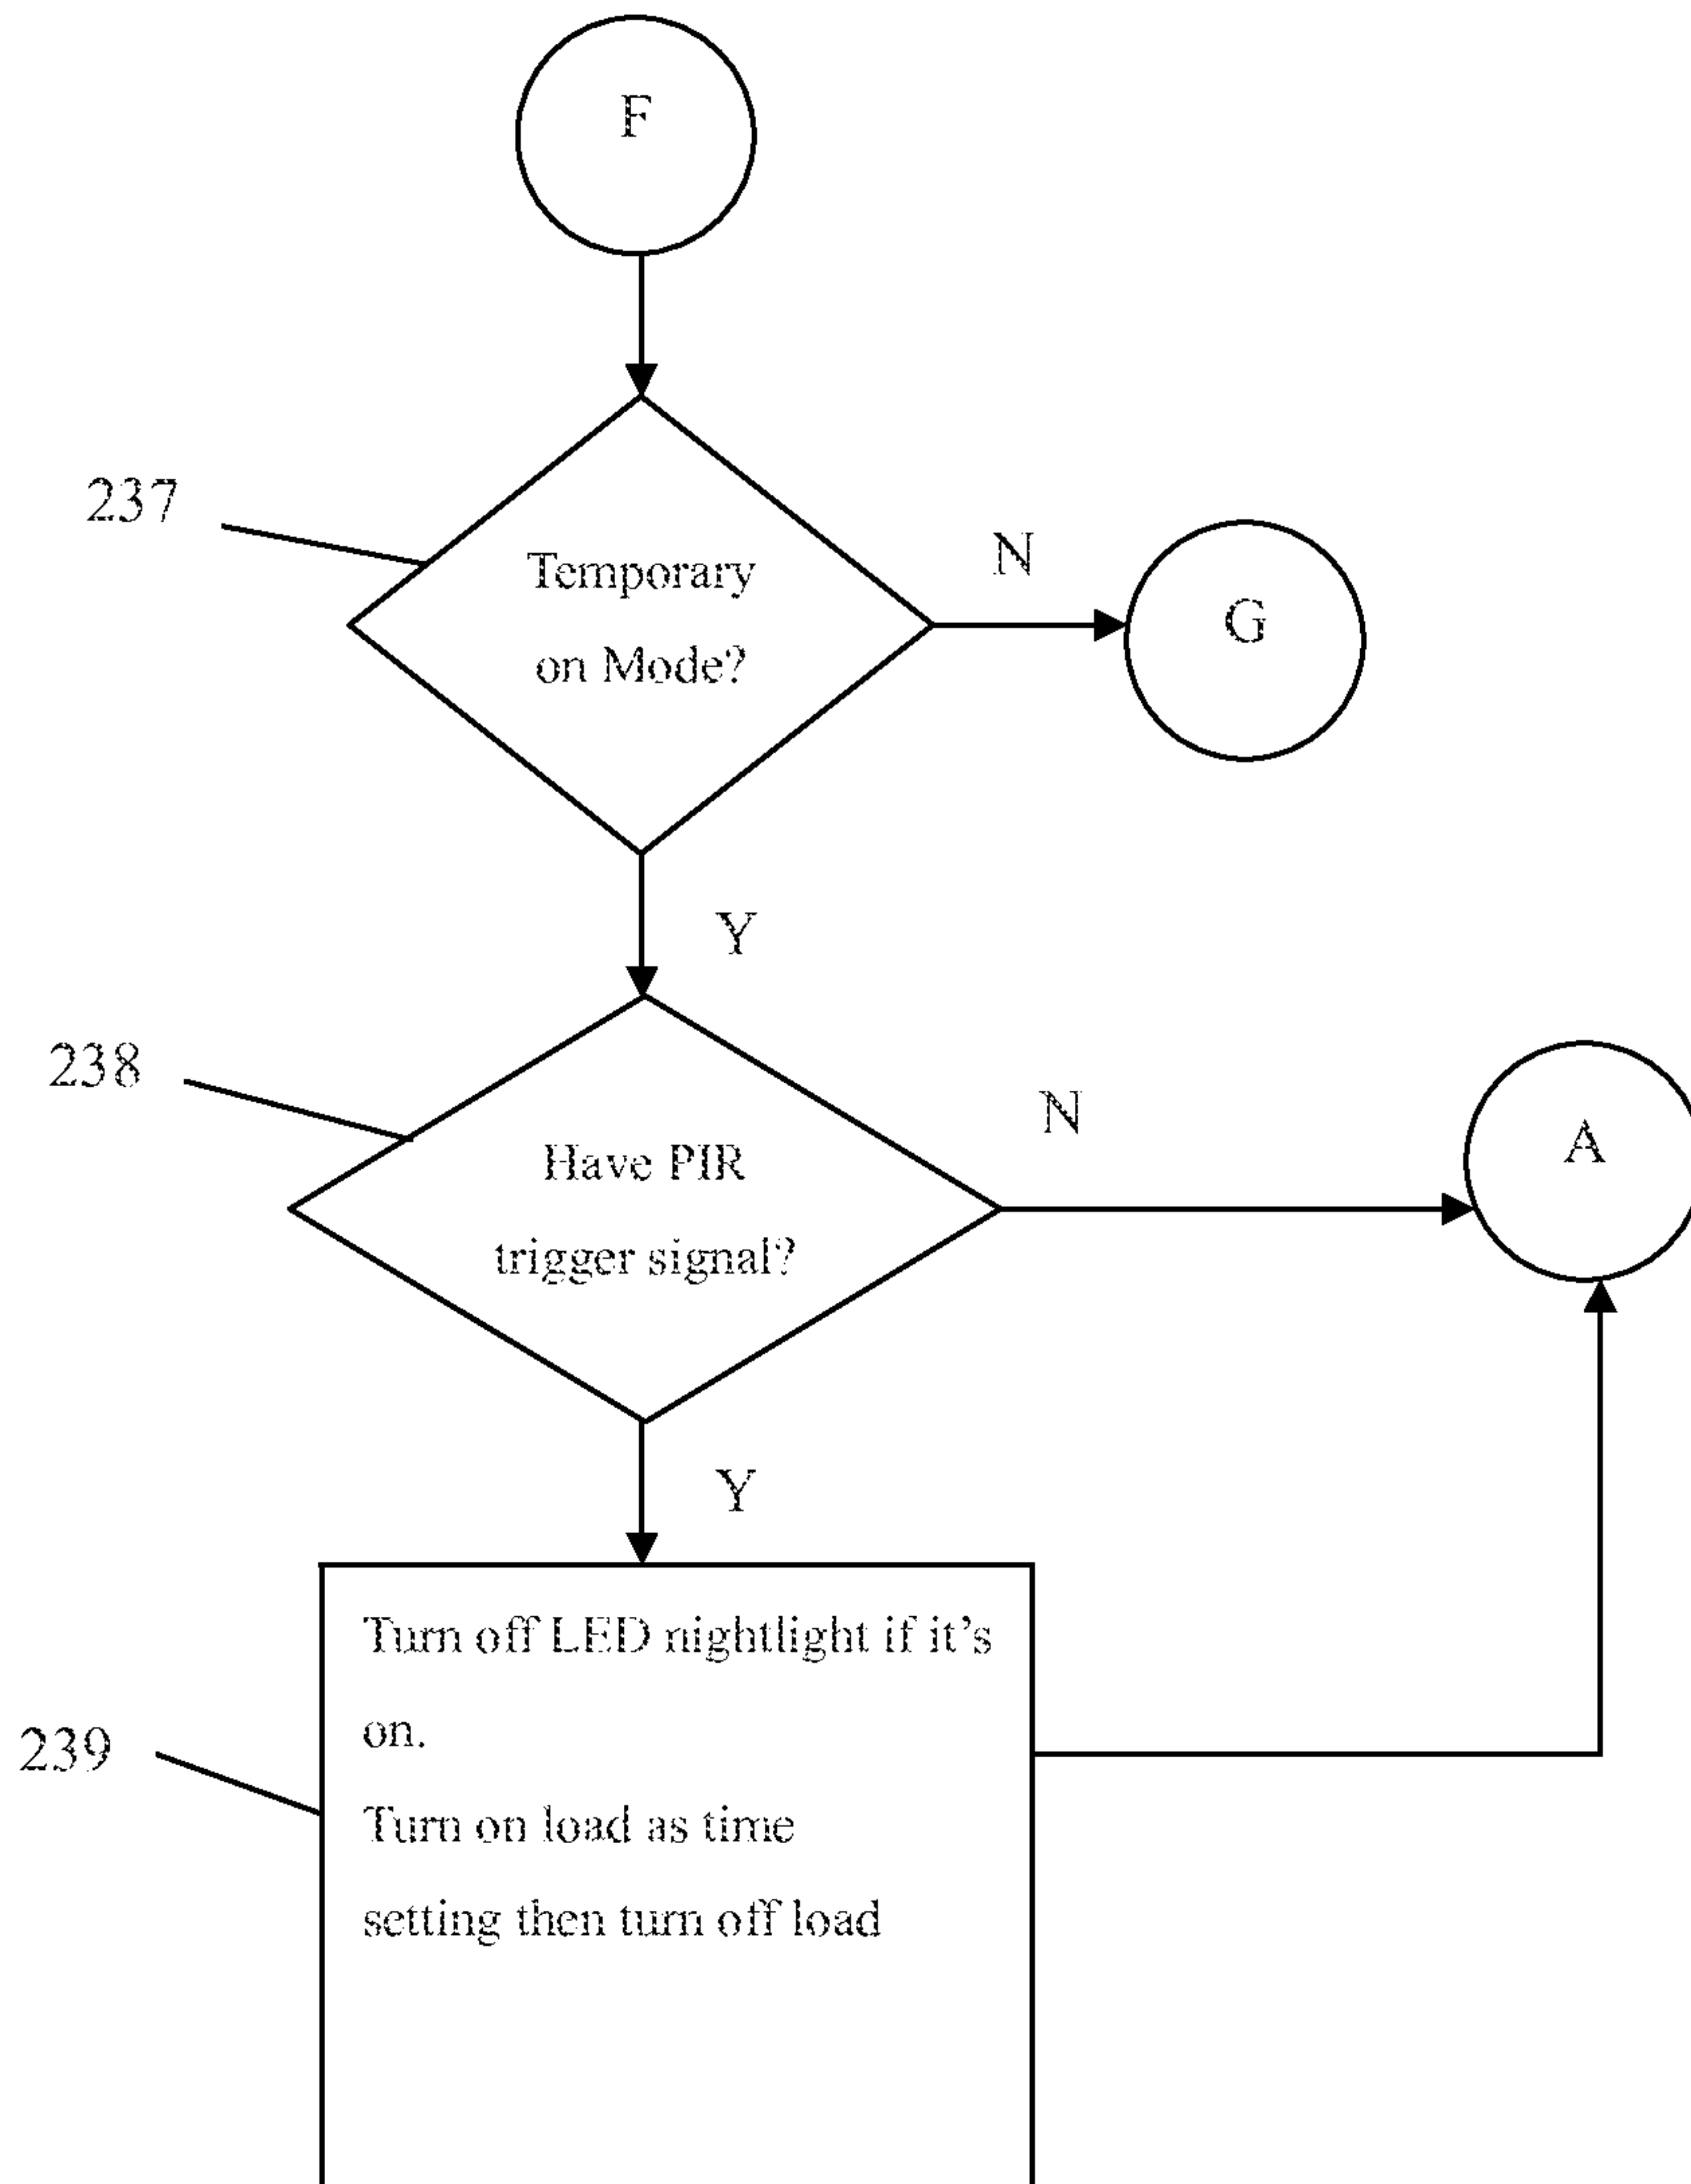 F
237
Temporary
on Mode?
N
G
Y
238
Have PIR
trigger signal?
N
A
Y
239
Turn off LED nightlight if it's
on.
Turn on load as time
setting then turn off load